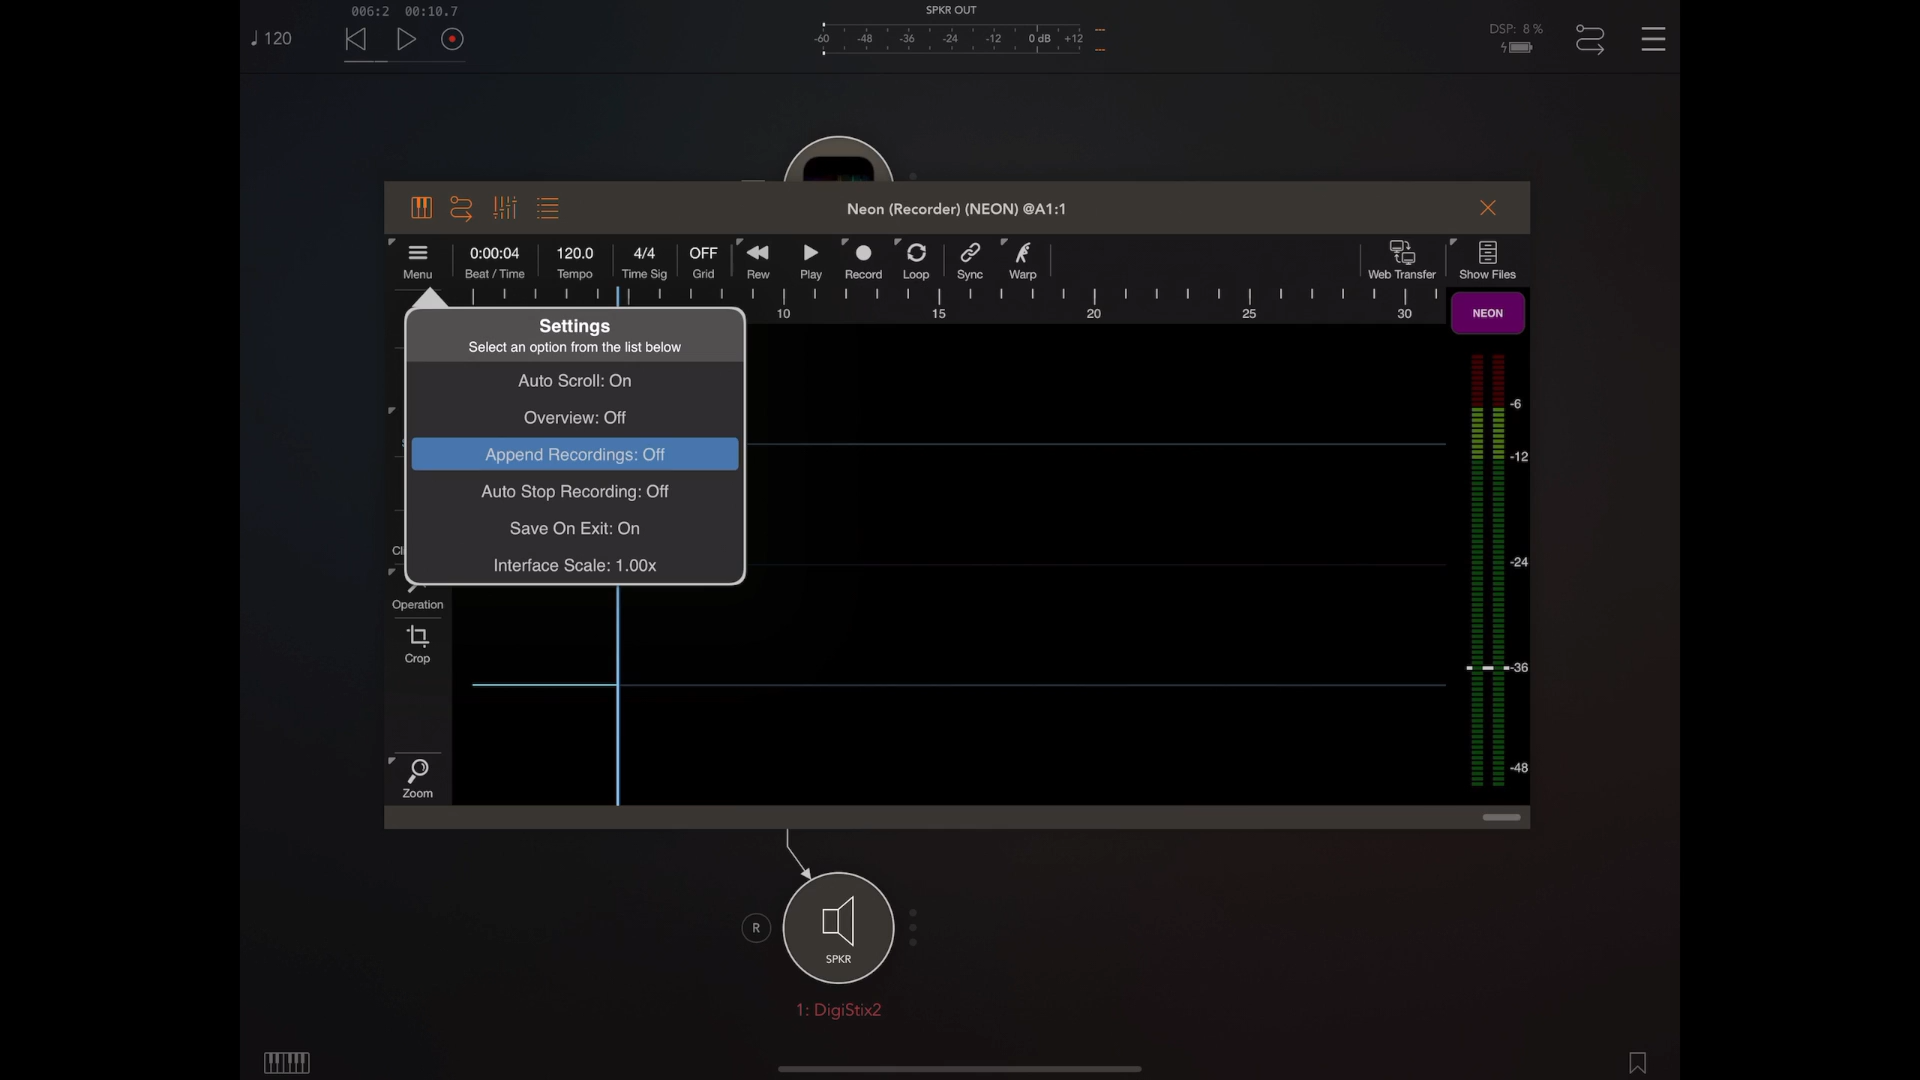 006:2 00:10.7
SPKR OUT
♩120
-60 -48 -36 -24 -12 0 dB +12
DSP: 8 %
Neon (Recorder) (NEON) @A1:1
0:00:04 120.0 4/4 OFF
Menu Beat / Time Tempo Time Sig Grid Rew Play Record Loop Sync Warp Web Transfer Show Files
10 15 20 25 30
NEON
Settings
Select an option from the list below
Auto Scroll: On
Overview: Off
Append Recordings: Off
Auto Stop Recording: Off
Save On Exit: On
Interface Scale: 1.00x
-6
-12
-24
-36
-48
Operation
Crop
Zoom
R
SPKR
1: DigiStix2